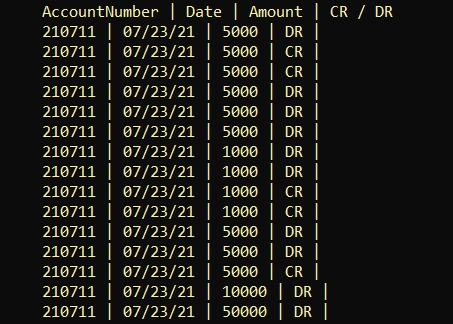 AccountNumber | Date | Amount | CR / DR
210711 | 07/23/21 | 5000 | DR |
210711 | 07/23/21 | 5000 | CR |
210711 | 07/23/21 | 5000 | CR |
210711 | 07/23/21 | 5000 | DR |
210711 | 07/23/21 | 5000 | DR |
210711 | 07/23/21 | 5000 | DR |
210711 | 07/23/21 | 1000 | DR |
210711 | 07/23/21 | 1000 | DR |
210711 | 07/23/21 | 1000 | CR |
210711 | 07/23/21 | 1000 | CR |
210711 | 07/23/21 | 5000 | DR |
210711 | 07/23/21 | 5000 | DR |
210711 | 07/23/21 | 5000 | CR |
210711 | 07/23/21 | 10000 | DR |
210711 | 07/23/21 | 50000 | DR |